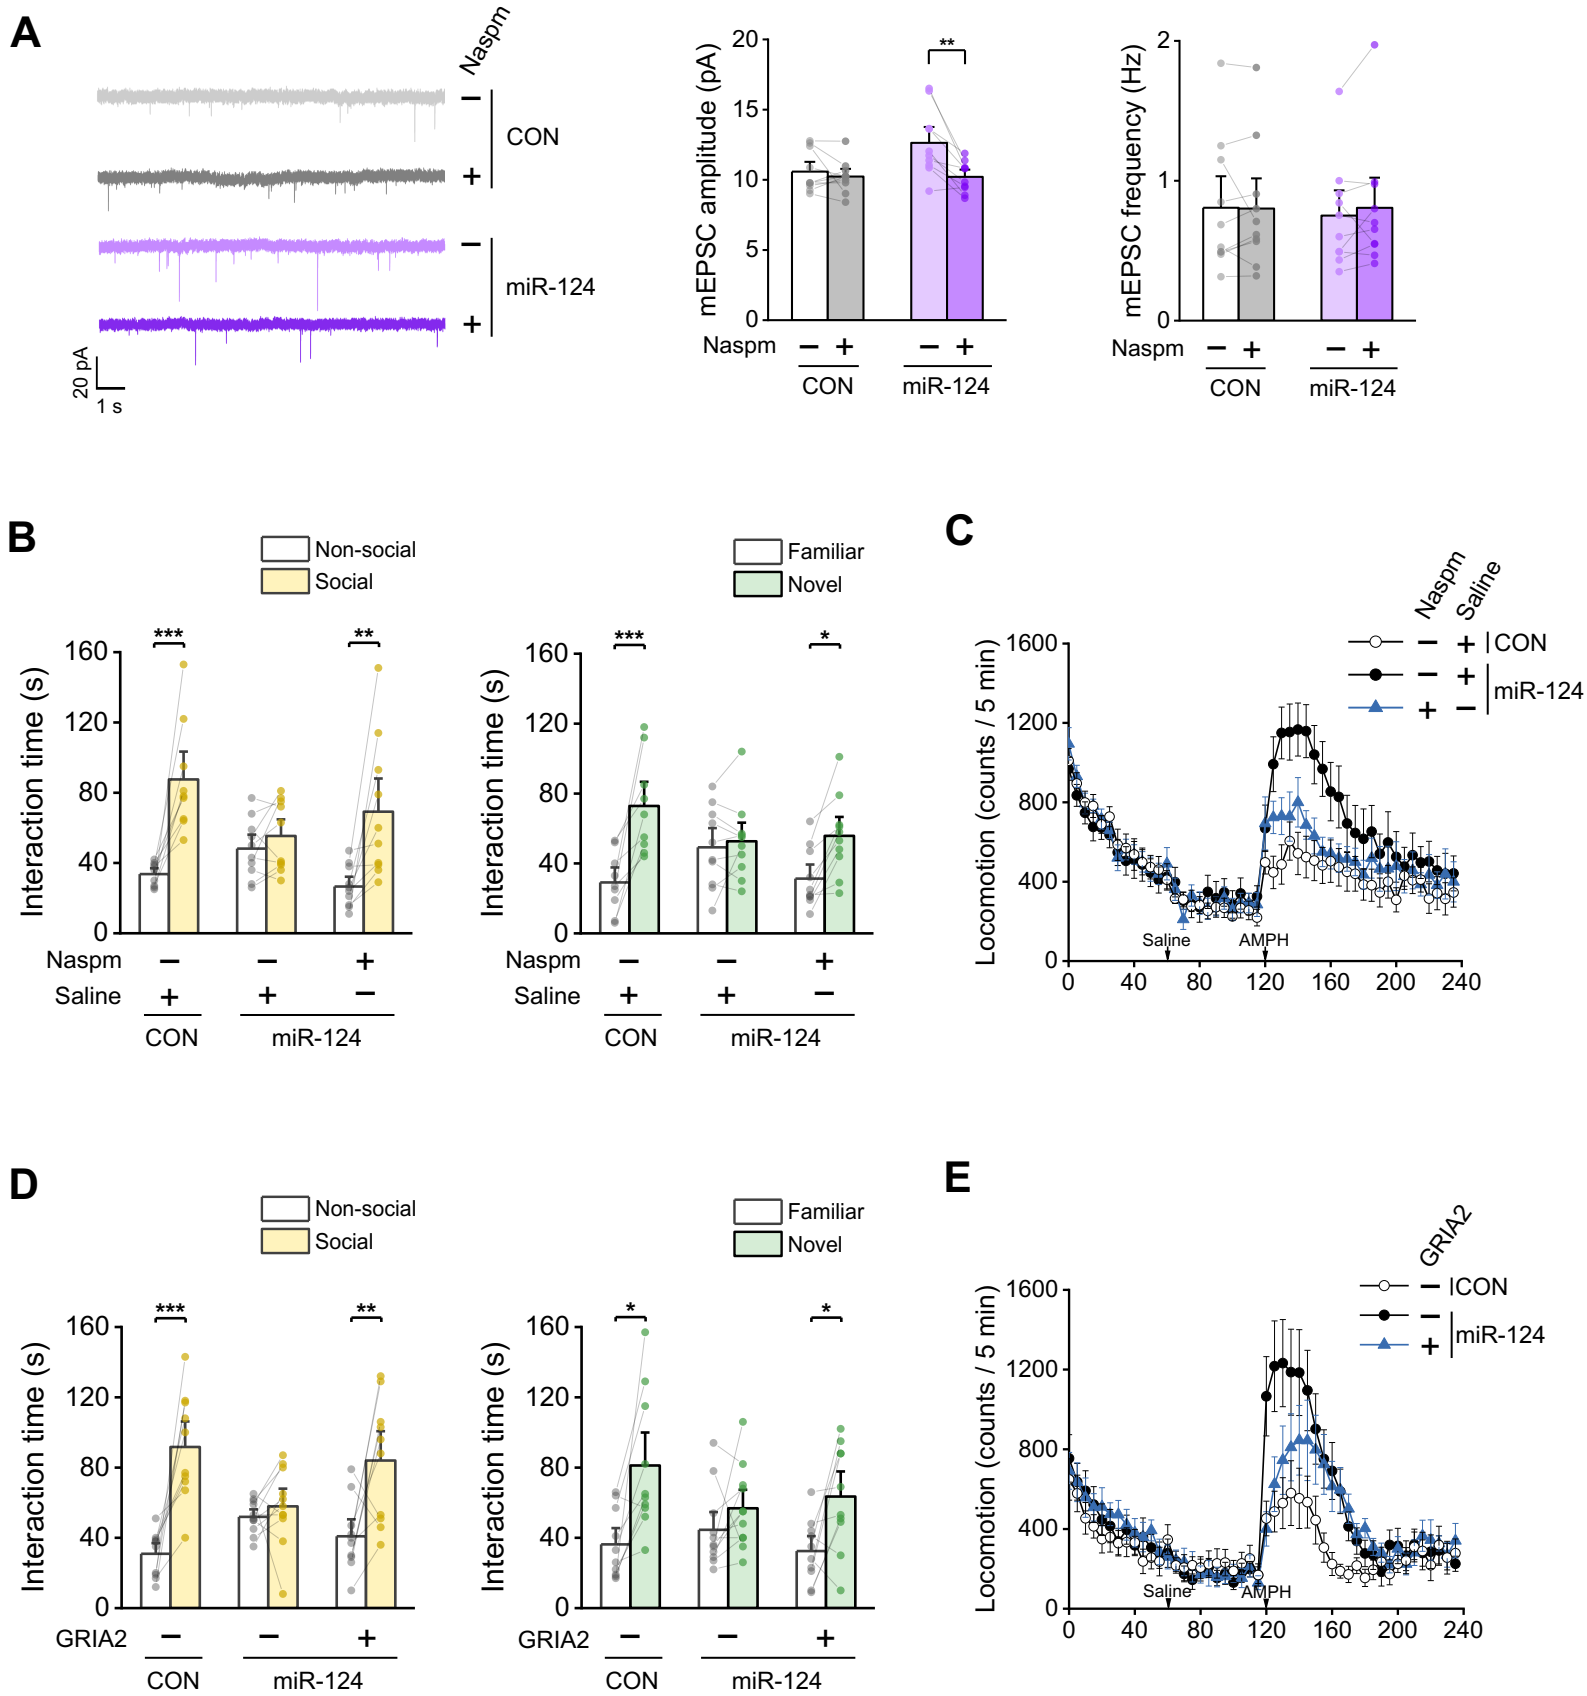 A
Naspm
−
CON
+
−
miR-124
+
20 pA
1 s
mEPSC amplitude (pA)
20
15
10
5
0
**
Naspm − + − +
CON miR-124
mEPSC frequency (Hz)
2
1
0
Naspm − + − +
CON miR-124
B
Non-social
Social
Interaction time (s)
160
120
80
40
0
*** **
Naspm − − +
Saline + + −
CON miR-124
Familiar
Novel
Interaction time (s)
160
120
80
40
0
*** *
Naspm − − +
Saline + + −
CON miR-124
C
Naspm Saline
− + CON
− + miR-124
+ −
Locomotion (counts / 5 min)
1600
1200
800
400
0
Saline AMPH
0 40 80 120 160 200 240
D
Non-social
Social
Interaction time (s)
160
120
80
40
0
*** **
GRIA2 − − +
CON miR-124
Familiar
Novel
Interaction time (s)
160
120
80
40
0
* *
− − +
CON miR-124
E
GRIA2
− CON
− miR-124
+
Locomotion (counts / 5 min)
1600
1200
800
400
0
Saline AMPH
0 40 80 120 160 200 240